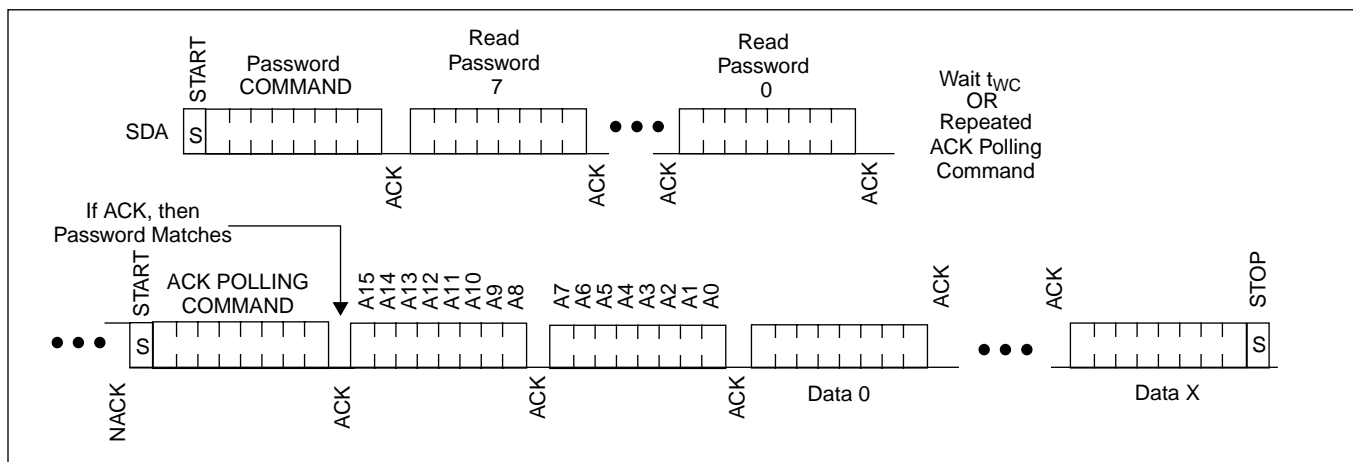 START
Password
COMMAND
Read
Password
7
Read
Password
0
Wait tWC
OR
Repeated
ACK Polling
Command
SDA
S
ACK
ACK
ACK
ACK
If ACK, then
Password Matches
START
ACK POLLING
COMMAND
A15
A14
A13
A12
A11
A10
A9
A8
A7
A6
A5
A4
A3
A2
A1
A0
ACK
ACK
STOP
S
S
NACK
ACK
ACK
ACK
Data 0
Data X